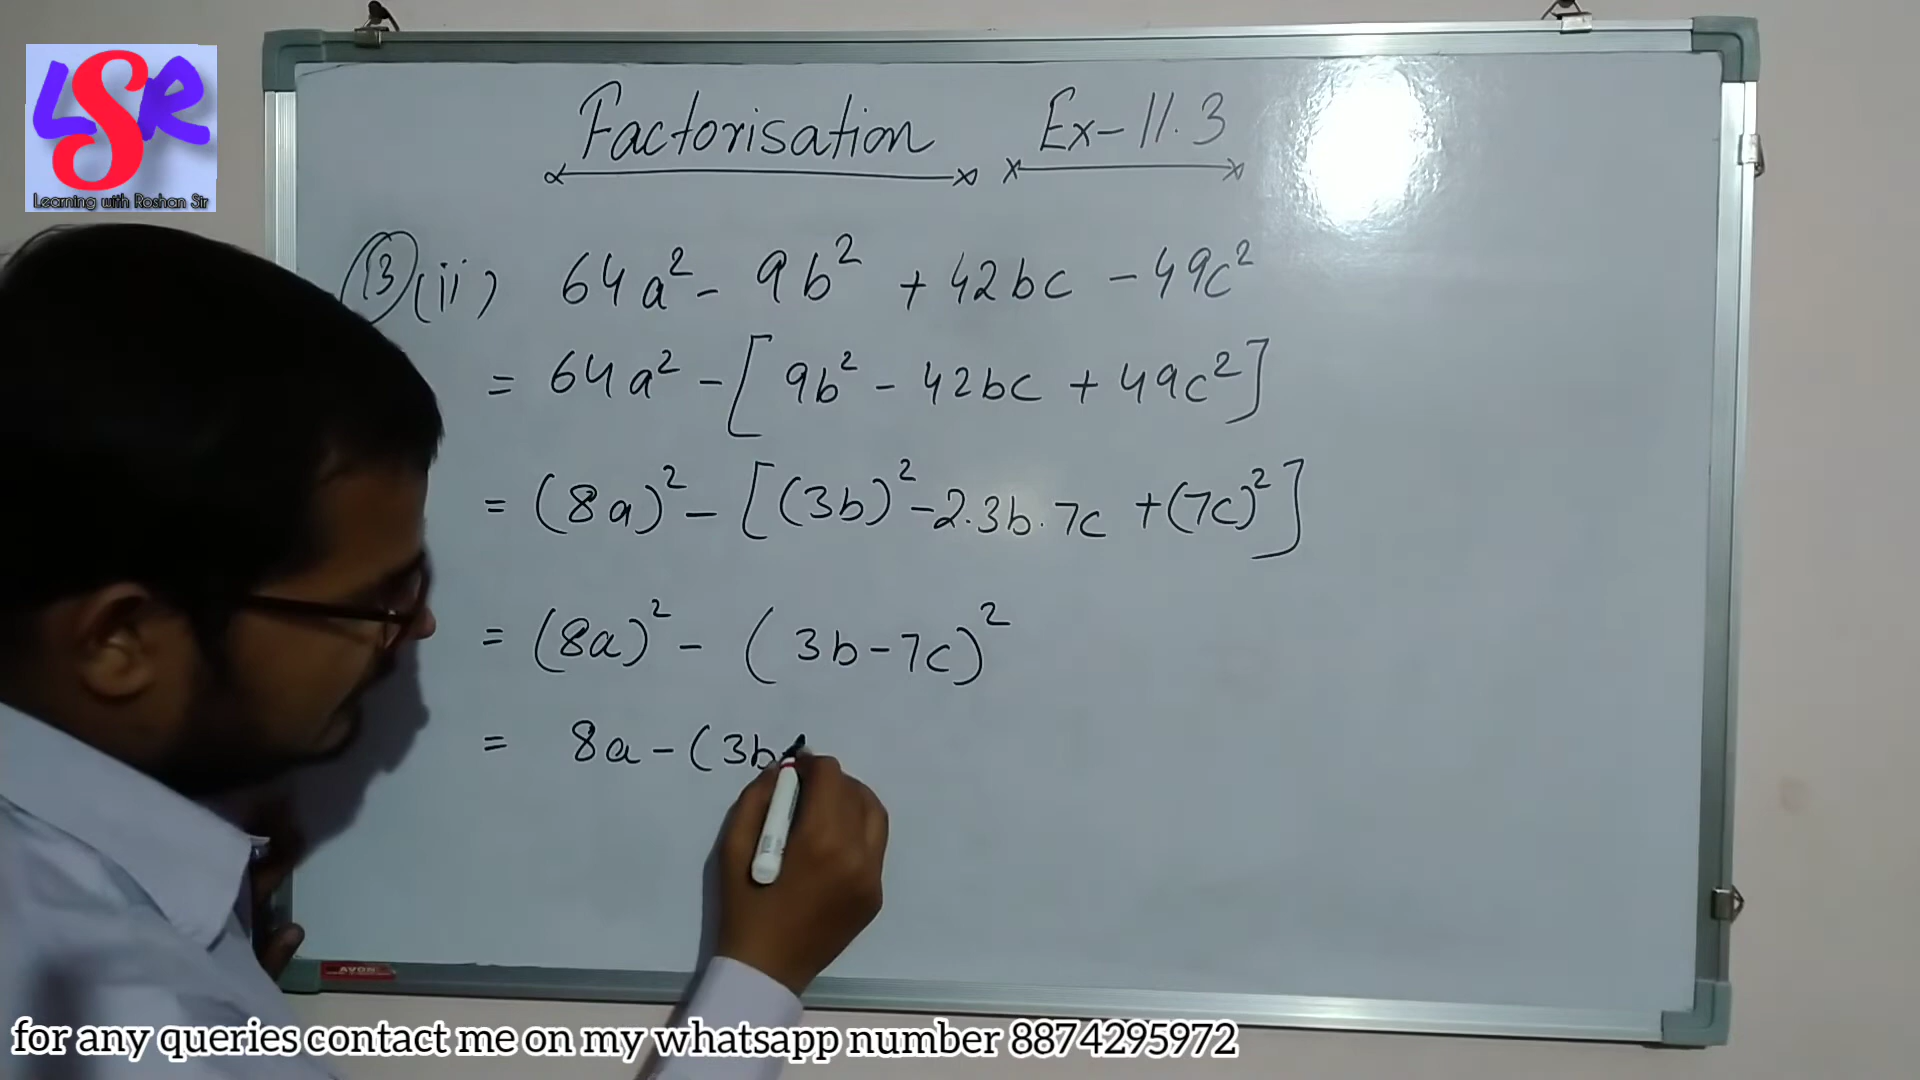 LSR
Learning with Roshan Sir
Factorisation Ex-11.3
(13) (ii) 64a² - 9b² + 42bc - 49c²
= 64a² - [9b² - 42bc + 49c²]
= (8a)² - [(3b)² - 2.3b.7c + (7c)²]
= (8a)² - (3b - 7c)²
= 8a - (3b
AVON
for any queries contact me on my whatsapp number 8874295972